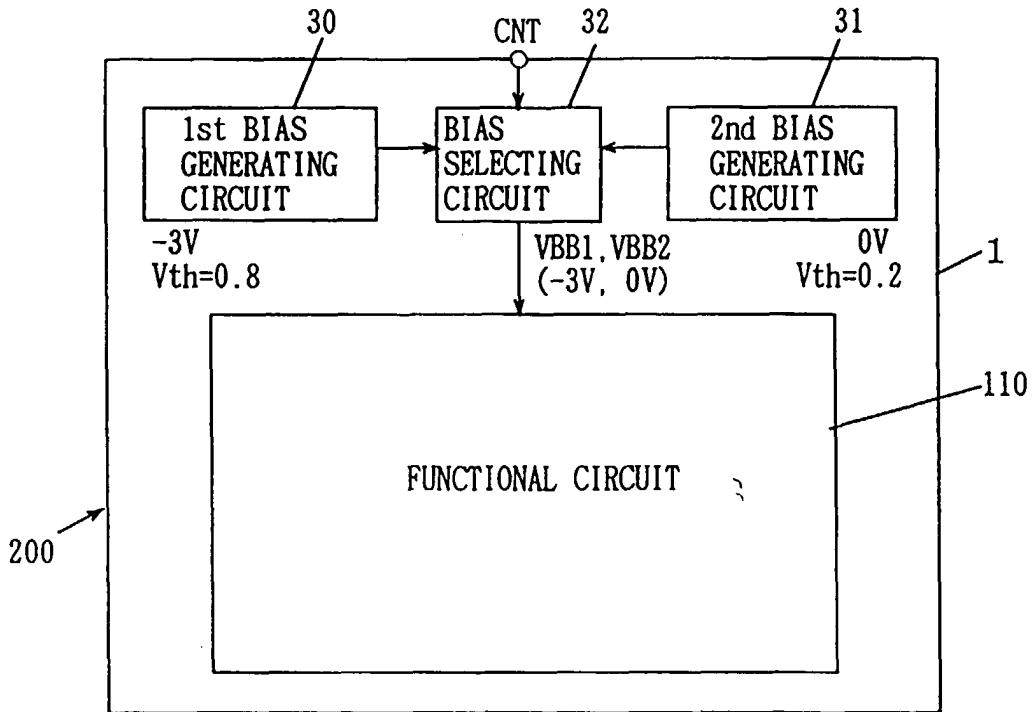 30
CNT
32
31
1st BIAS
GENERATING
CIRCUIT
BIAS
SELECTING
CIRCUIT
2nd BIAS
GENERATING
CIRCUIT
-3V
Vth=0.8
VBB1, VBB2
(-3V, 0V)
0V
Vth=0.2
1
110
FUNCTIONAL CIRCUIT
200